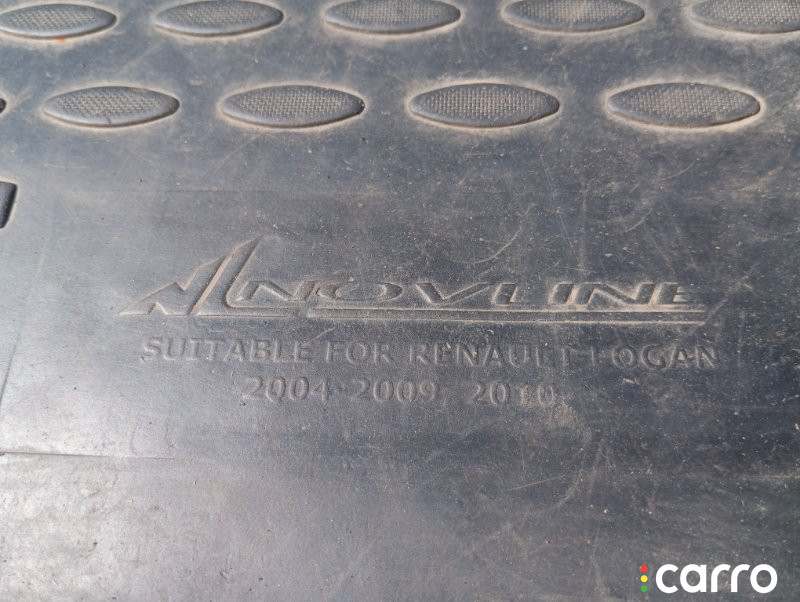 NOVLINE
SUITABLE FOR RENAULT LOGAN
2004-2009, 2010
carro